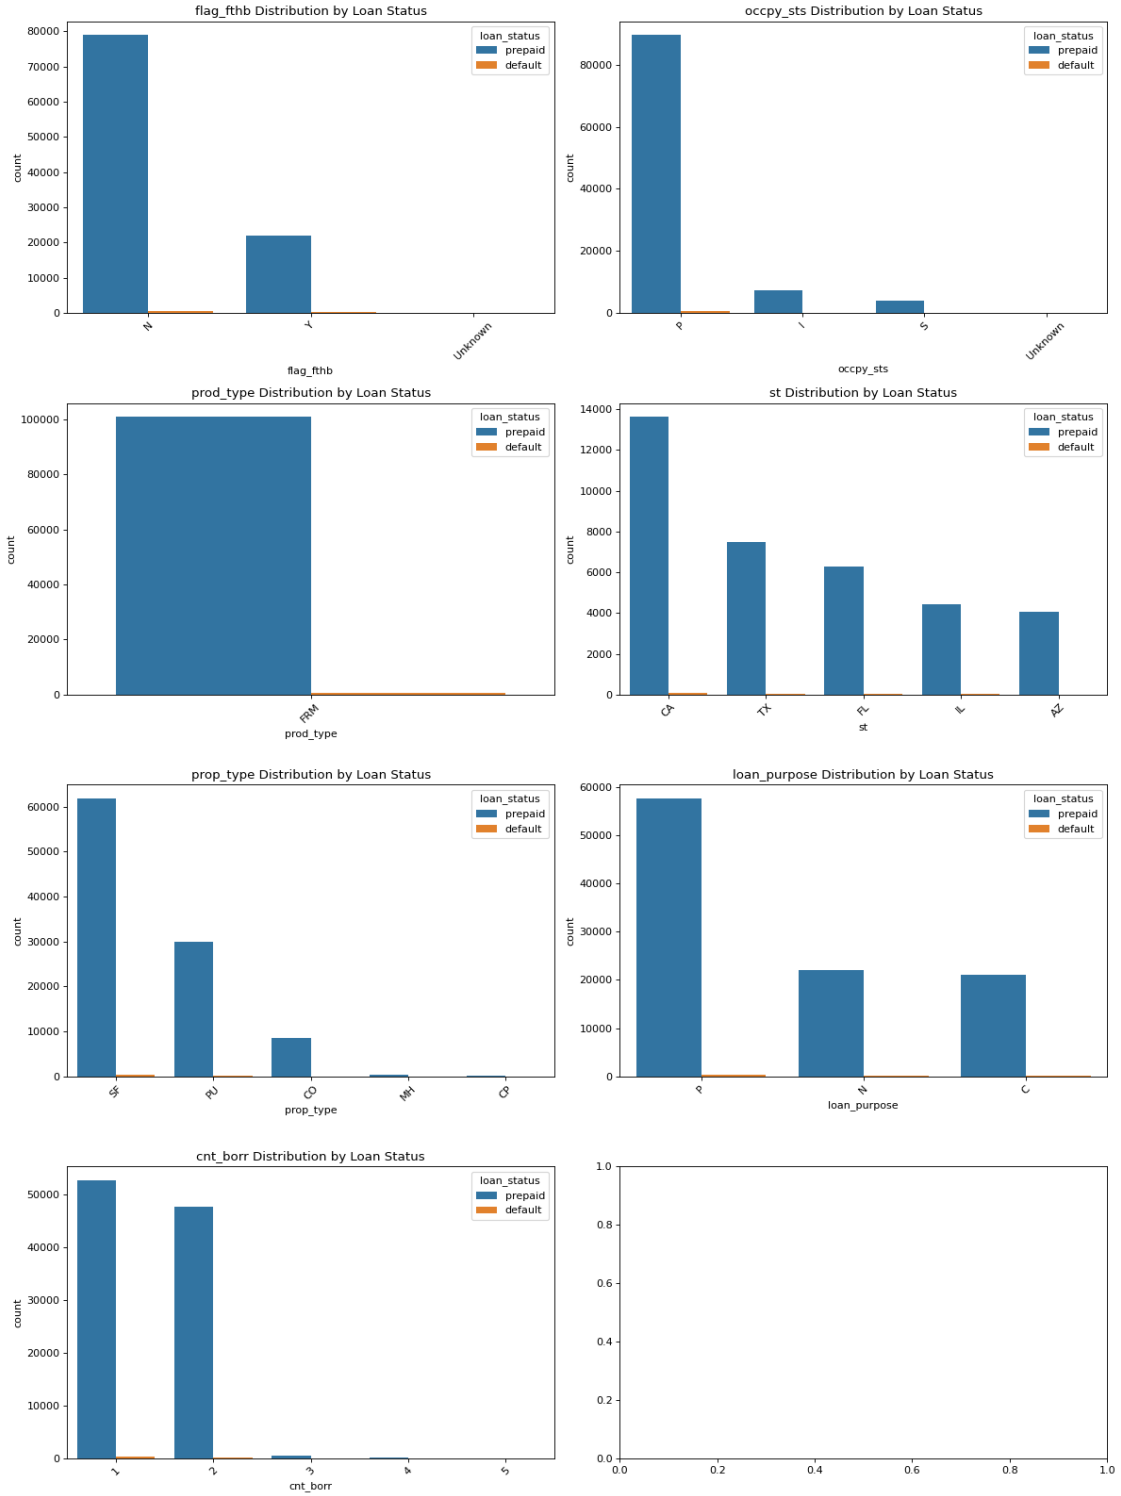 flag_fthb Distribution by Loan Status
80000
70000
60000
50000
40000
30000
20000
10000
0
count
loan_status
prepaid
default
N
Y
Unknown
flag_fthb
occpy_sts Distribution by Loan Status
80000
60000
40000
20000
0
count
loan_status
prepaid
default
P
I
S
Unknown
occpy_sts
prod_type Distribution by Loan Status
100000
80000
60000
40000
20000
0
count
loan_status
prepaid
default
FRM
prod_type
st Distribution by Loan Status
14000
12000
10000
8000
6000
4000
2000
0
count
loan_status
prepaid
default
CA
TX
FL
IL
AZ
st
prop_type Distribution by Loan Status
60000
50000
40000
30000
20000
10000
0
count
loan_status
prepaid
default
SF
PU
CO
MH
CP
prop_type
loan_purpose Distribution by Loan Status
60000
50000
40000
30000
20000
10000
0
count
loan_status
prepaid
default
P
N
C
loan_purpose
cnt_borr Distribution by Loan Status
50000
40000
30000
20000
10000
0
count
loan_status
prepaid
default
1
2
3
4
5
cnt_borr
1.0
0.8
0.6
0.4
0.2
0.0
0.0
0.2
0.4
0.6
0.8
1.0